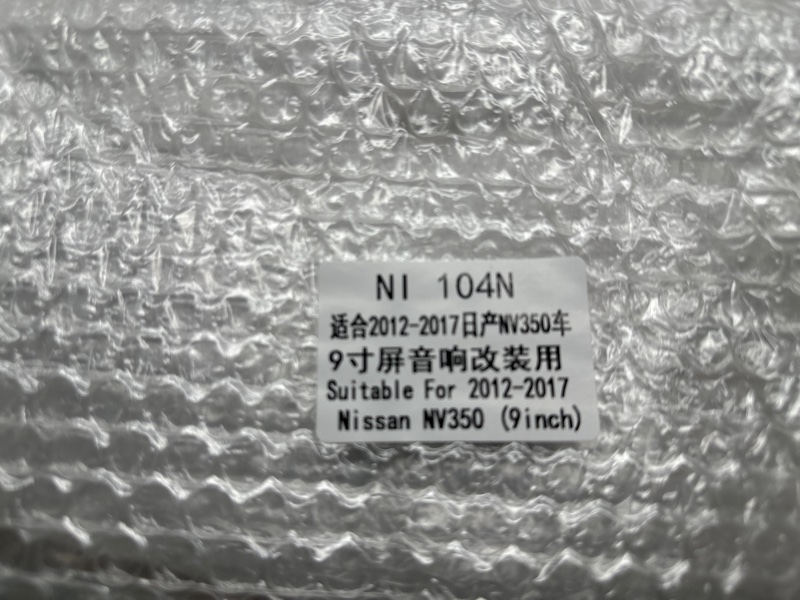 NI 104N
适合2012-2017日产NV350车
9寸屏音响改装用
Suitable For 2012-2017
Nissan NV350 (9inch)